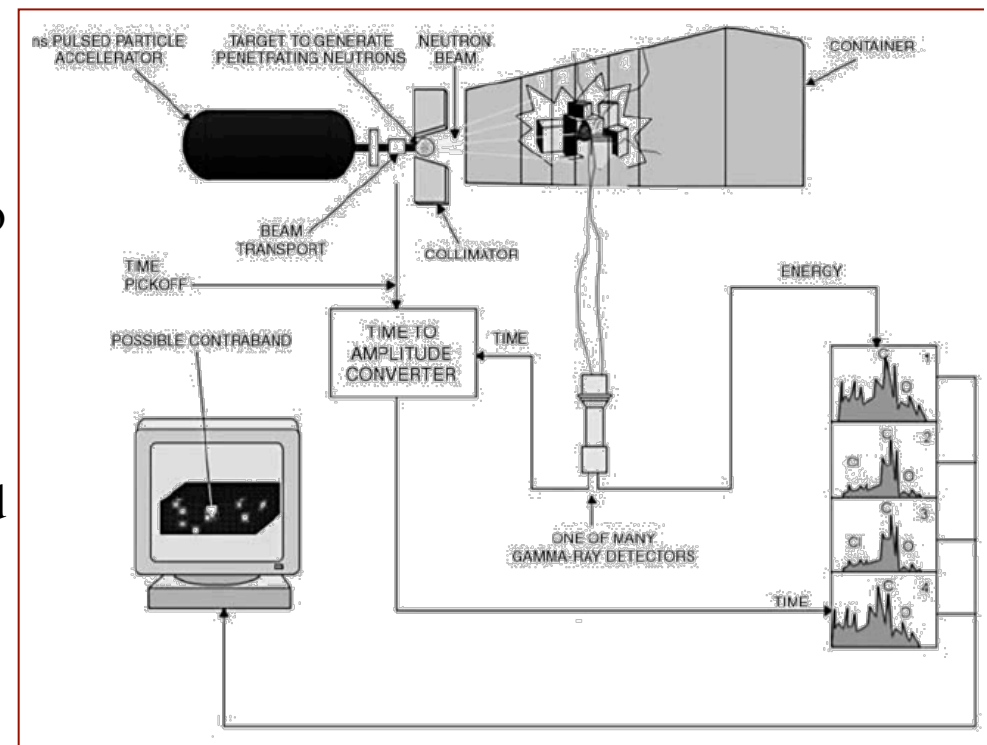 ns PULSED PARTICLE
ACCELERATOR
TARGET TO GENERATE
PENETRATING NEUTRONS
NEUTRON
BEAM
CONTAINER
BEAM
TRANSPORT
COLLIMATOR
TIME
PICKOFF
ENERGY
POSSIBLE CONTRABAND
TIME TO
AMPLITUDE
CONVERTER
TIME
C 1
O
C 2
Cl O
C 3
Cl O
C 4
O
ONE OF MANY
GAMMA-RAY DETECTORS
TIME